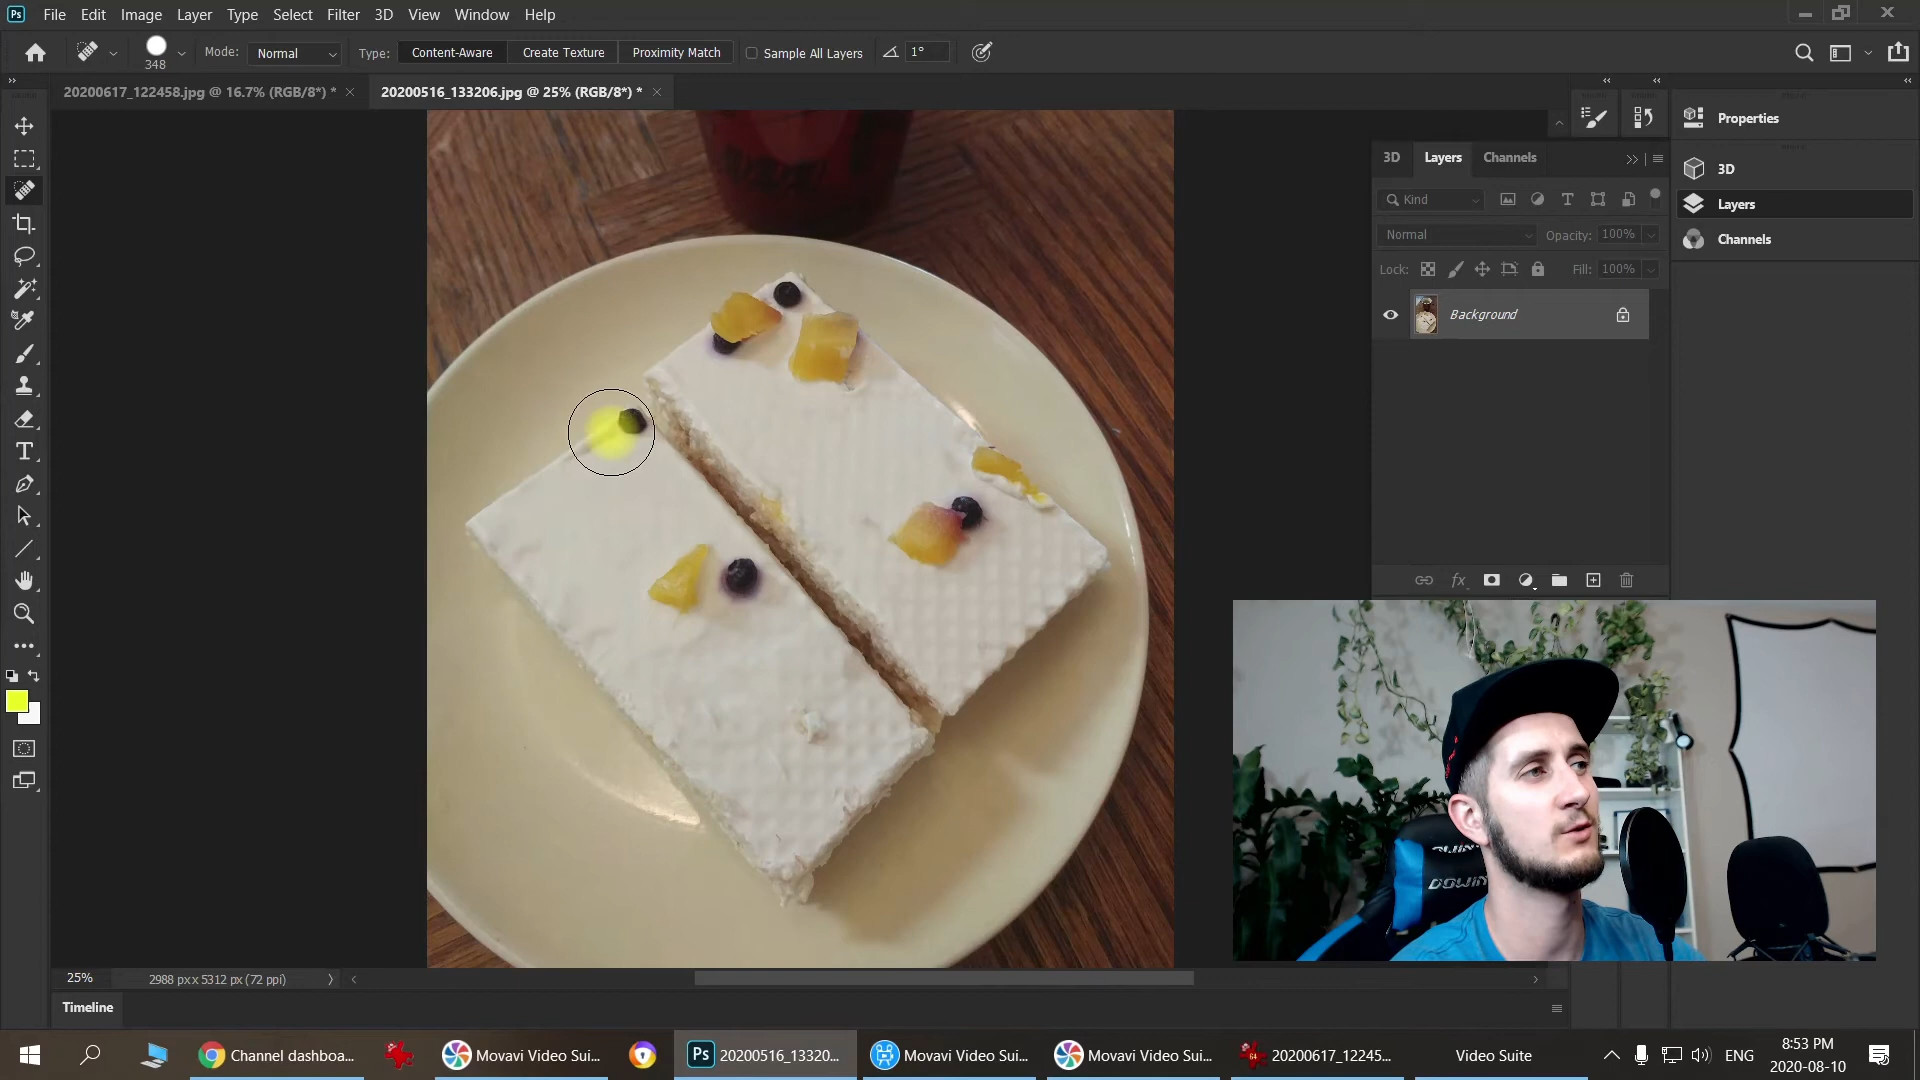 Ps File Edit Image Layer Type Select Filter 3D View Window Help
348 Mode: Normal Type: Content-Aware Create Texture Proximity Match Sample All Layers 1°
20200617_122458.jpg @ 16.7% (RGB/8*) * 20200516_133206.jpg @ 25% (RGB/8*) *
Properties
3D Layers Channels
3D
Kind
Layers
Normal Opacity: 100%
Channels
Lock: Fill: 100%
Background
fx
25% 2988 px x 5312 px (72 ppi)
Timeline
Channel dashboa... Movavi Video Sui... Ps 20200516_13320... Movavi Video Sui... Movavi Video Sui... 64 20200617_12245... Video Suite ENG 8:53 PM
2020-08-10